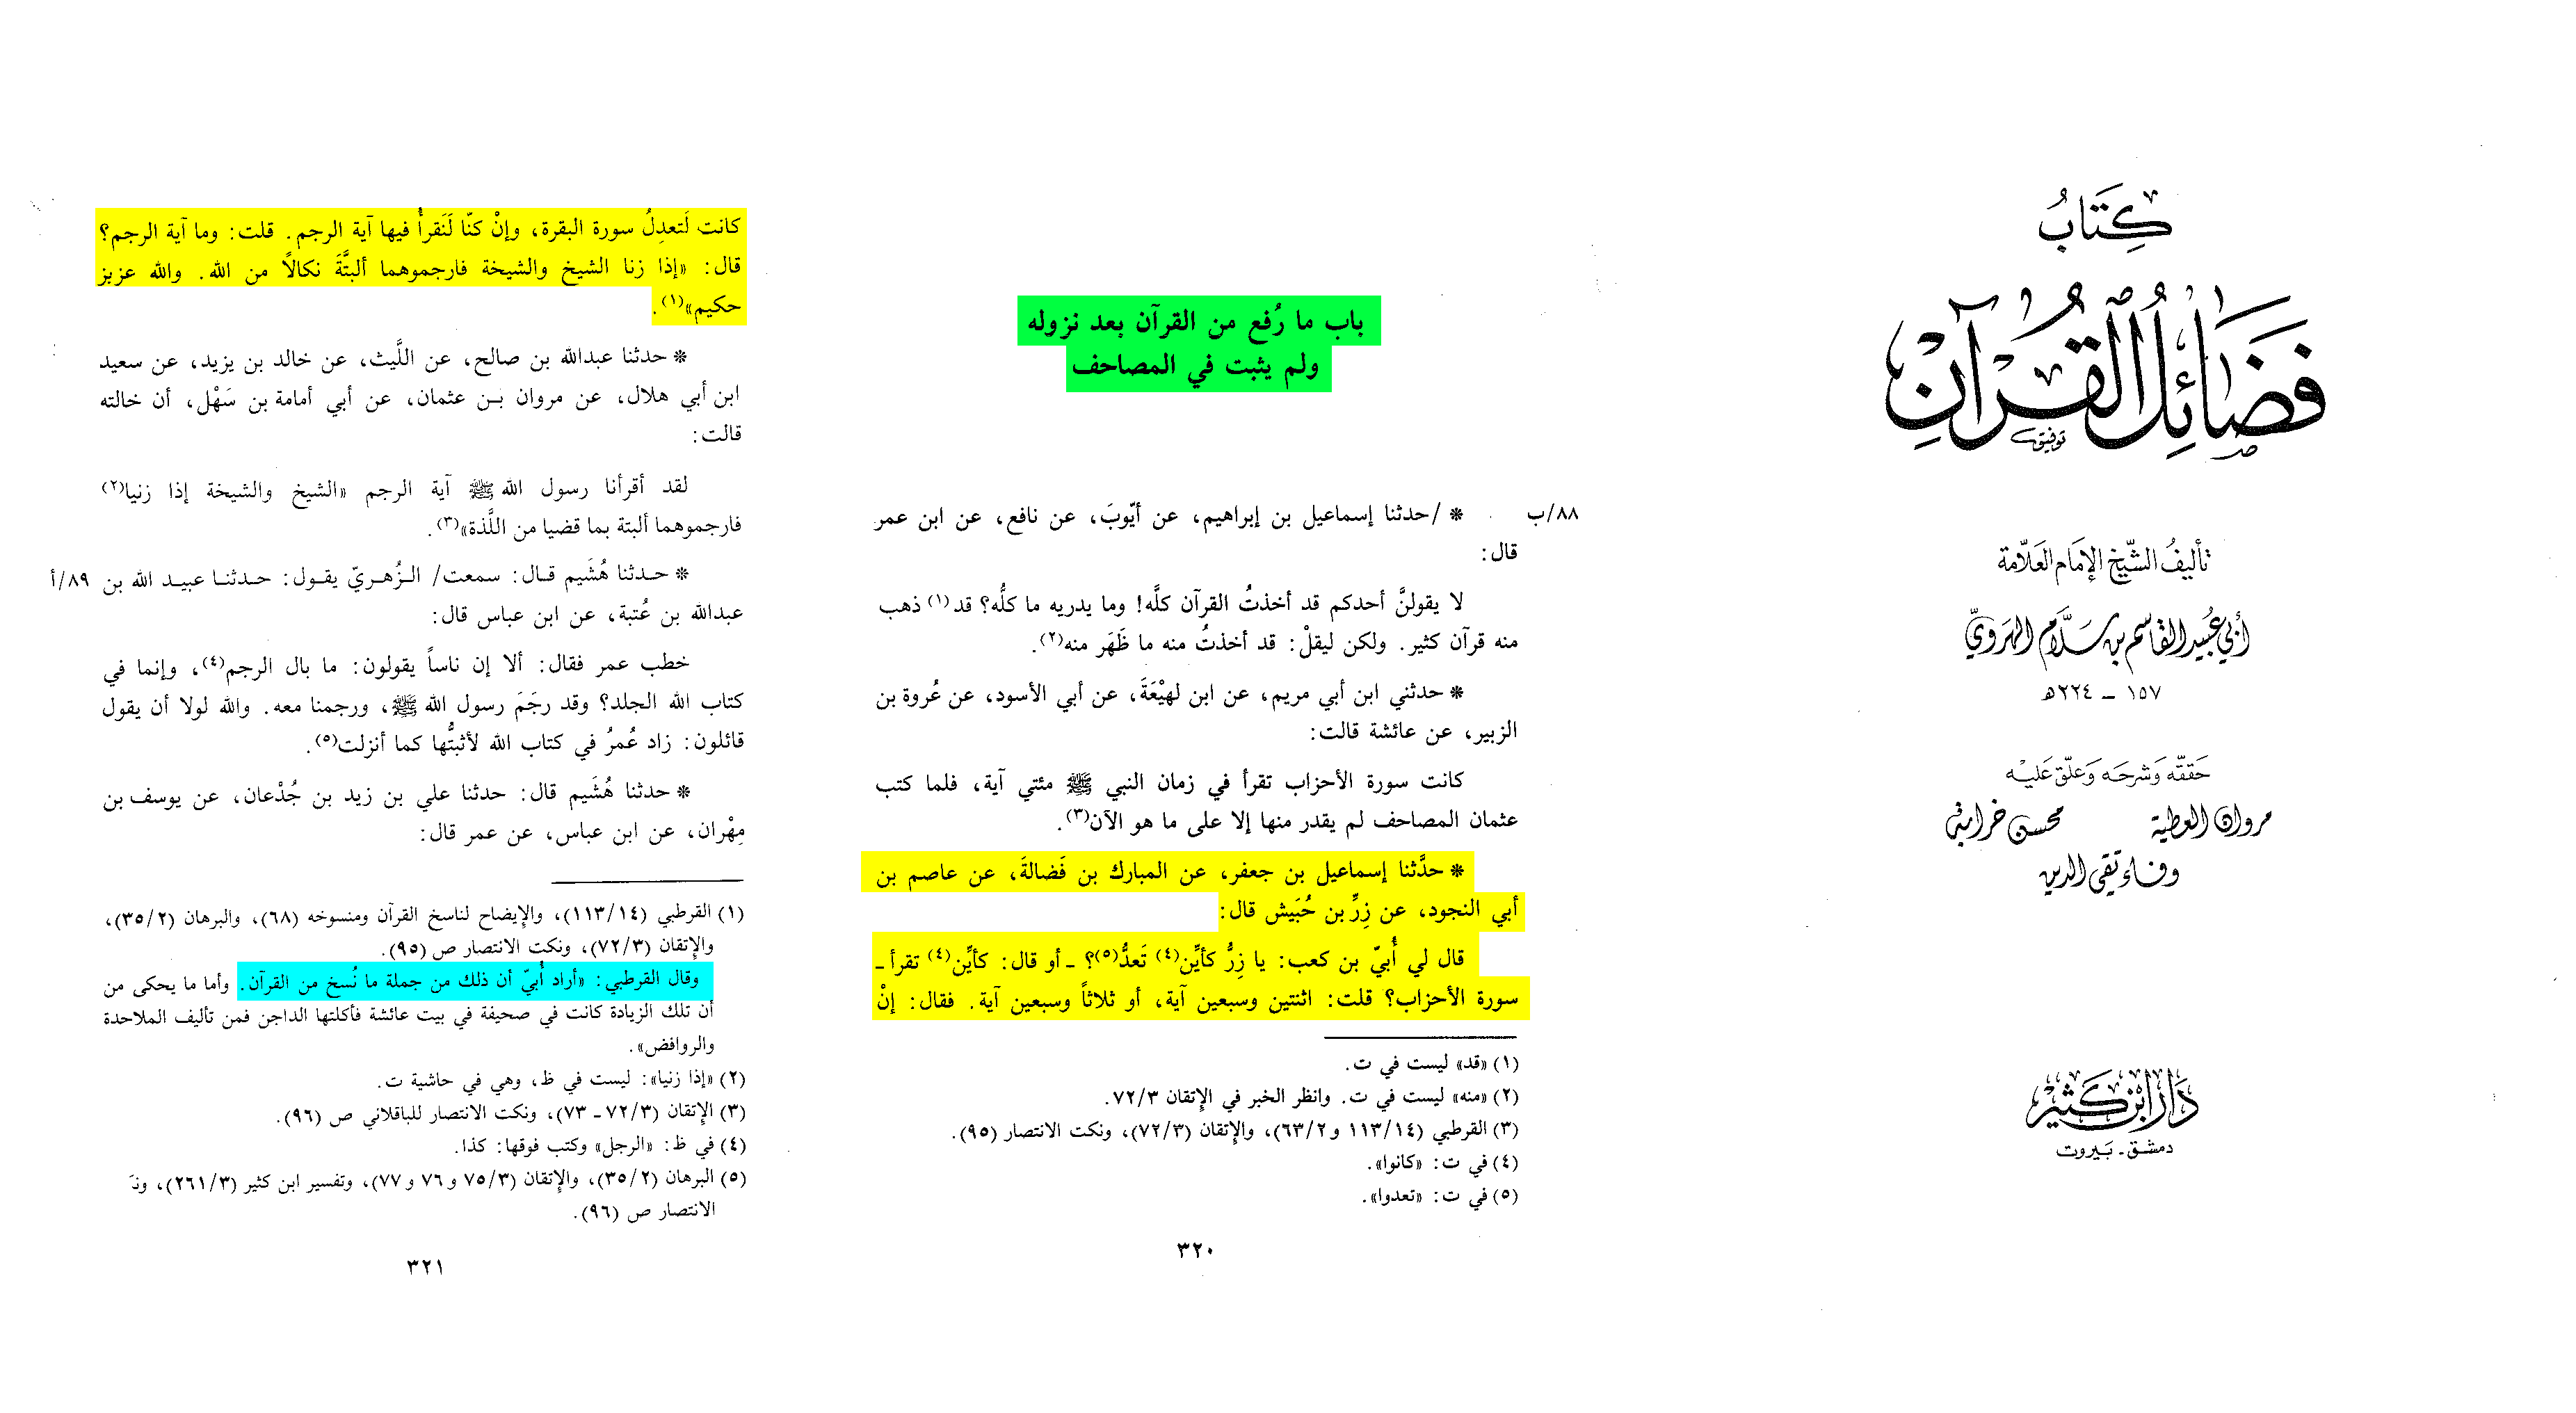 كتاب
فضائل القرآن
توفيق
تأليف الشيخ الإمام العلامة
أبي عبيد القاسم بن سلام الهروي
١٥٧ - ٢٢٤هـ
حققه وشرحه وعلق عليه
مروان العطية محسن خرابة
وفاء تقي الدين
دار ابن كثير
دمشق - بيروت
باب ما رُفع من القرآن بعد نزوله
ولم يثبت في المصاحف
٨٨/ب * /حدثنا إسماعيل بن إبراهيم، عن أيّوبَ، عن نافع، عن ابن عمر
قال:
لا يقولنَّ أحدكم قد أخذتُ القرآن كلَّه! وما يدريه ما كلُّه؟ قد(١) ذهب
منه قرآن كثير. ولكن ليقلْ: قد أخذتُ منه ما ظَهَر منه(٢).
* حدثني ابن أبي مريم، عن ابن لهيْعَةَ، عن أبي الأسود، عن عُروة بن
الزبير، عن عائشة قالت:
كانت سورة الأحزاب تقرأ في زمان النبي ﷺ مئتي آية، فلما كتب
عثمان المصاحف لم يقدر منها إلا على ما هو الآن(٣).
* حدَّثنا إسماعيل بن جعفر، عن المبارك بن فَضالةَ، عن عاصم بن
أبي النجود، عن زِرِّ بن حُبَيش قال:
قال لي أُبيّ بن كعب: يا زِرُّ كأيِّن(٤) تَعدُّ(٥)؟ ـ أو قال: كأيِّن(٤) تقرأ ـ
سورة الأحزاب؟ قلت: اثنتين وسبعين آية، أو ثلاثاً وسبعين آية. فقال: إنْ
(١) «قد» ليست في ت.
(٢) «منه» ليست في ت. وانظر الخبر في الإتقان ٧٢/٣.
(٣) القرطبي (١١٣/١٤ و٦٣/٢)، والإتقان (٧٢/٣)، ونكت الانتصار (٩٥).
(٤) في ت: «كانوا».
(٥) في ت: «تعدوا».
٣٢٠
كانت لَتعدِلُ سورة البقرة، وإنْ كنّا لَنَقرأُ فيها آية الرجم. قلت: وما آية الرجم؟
قال: «إذا زنا الشيخ والشيخة فارجموهما ألبتَّةَ نكالًا من الله. والله عزيز
حكيم»(١).
* حدثنا عبدالله بن صالح، عن اللَّيث، عن خالد بن يزيد، عن سعيد
ابن أبي هلال، عن مروان بن عثمان، عن أبي أمامة بن سَهْل، أن خالته
قالت:
لقد أقرأنا رسول الله ﷺ آية الرجم «الشيخ والشيخة إذا زنيا(٢)
فارجموهما ألبتة بما قضيا من اللَّذة»(٣).
* حدثنا هُشَيم قال: سمعت/ الزُهريّ يقول: حدثنا عبيد الله بن ٨٩/أ
عبدالله بن عُتبة، عن ابن عباس قال:
خطب عمر فقال: ألا إن ناساً يقولون: ما بال الرجم(٤)، وإنما في
كتاب الله الجلد؟ وقد رجَمَ رسول الله ﷺ، ورجمنا معه. والله لولا أن يقول
قائلون: زاد عُمرُ في كتاب الله لأثبتُّها كما أنزلت(٥).
* حدثنا هُشَيم قال: حدثنا علي بن زيد بن جُدْعان، عن يوسف بن
مِهْران، عن ابن عباس، عن عمر قال:
(١) القرطبي (١١٣/١٤)، والإيضاح لناسخ القرآن ومنسوخه (٦٨)، والبرهان (٣٥/٢)،
والإتقان (٧٢/٣)، ونكت الانتصار ص (٩٥).
وقال القرطبي: «أراد أُبيّ أن ذلك من جملة ما نُسخ من القرآن. وأما ما يحكى من
أن تلك الزيادة كانت في صحيفة في بيت عائشة فأكلتها الداجن فمن تأليف الملاحدة
والروافض».
(٢) «إذا زنيا»: ليست في ظ، وهي في حاشية ت.
(٣) الإتقان (٧٢/٣ ـ ٧٣)، ونكت الانتصار للباقلاني ص (٩٦).
(٤) في ظ: «الرجل» وكتب فوقها: كذا.
(٥) البرهان (٣٥/٢)، والإتقان (٧٥/٣ و٧٦ و٧٧)، وتفسير ابن كثير (٢٦١/٣)،
الانتصار ص (٩٦).
٣٢١